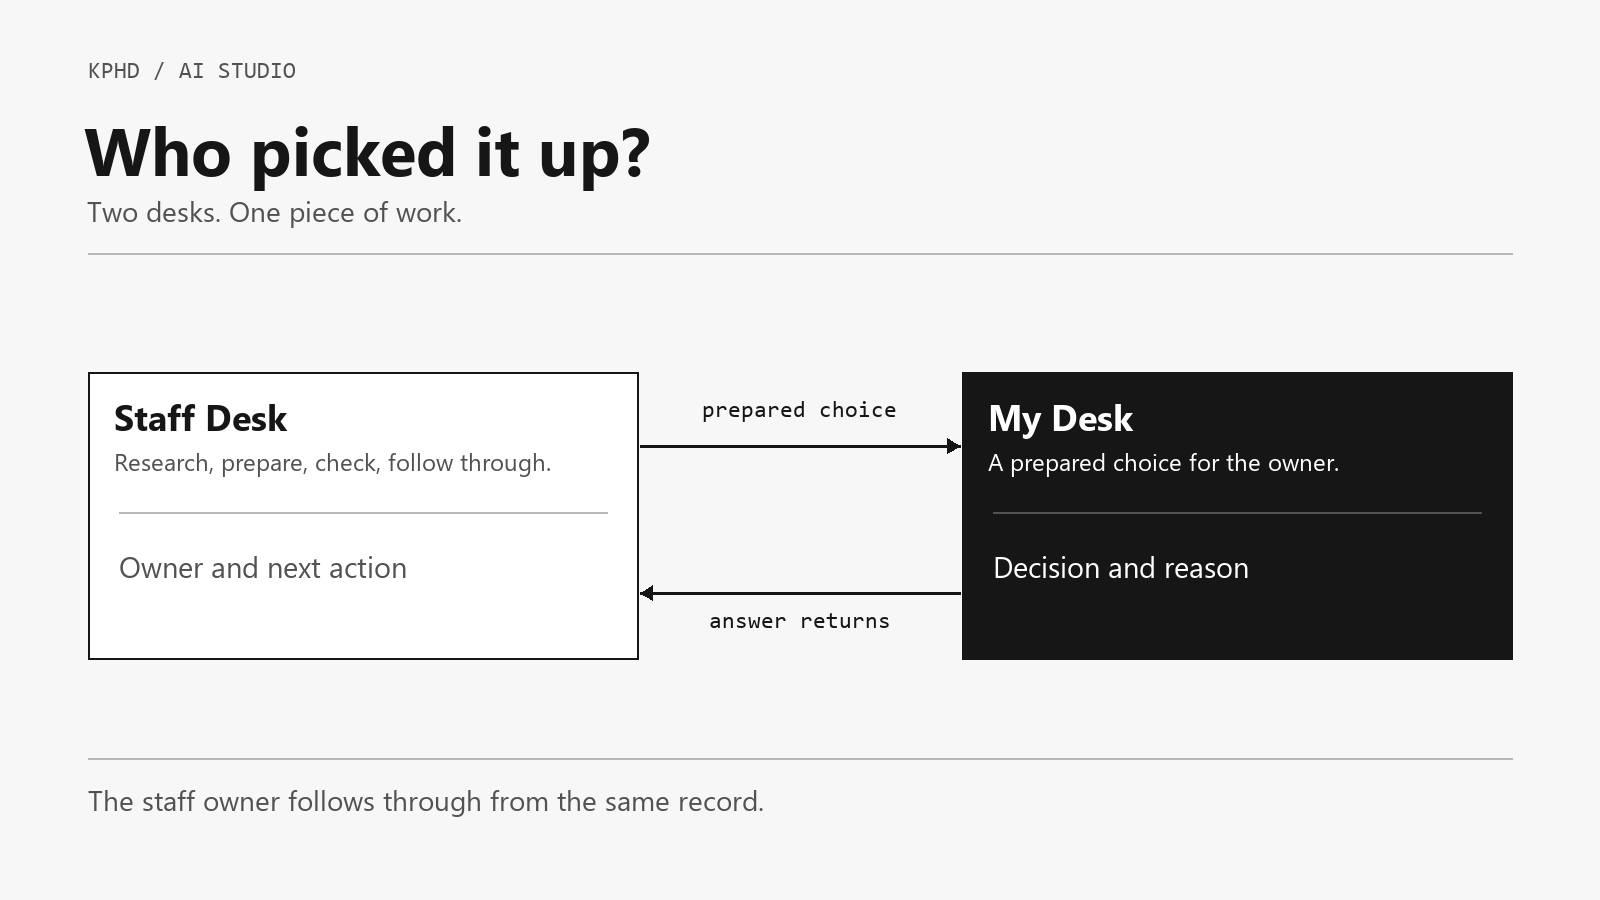 KPHD / AI STUDIO
Who picked it up?
Two desks. One piece of work.
Staff Desk
Research, prepare, check, follow through.
Owner and next action
prepared choice
answer returns
My Desk
A prepared choice for the owner.
Decision and reason
The staff owner follows through from the same record.